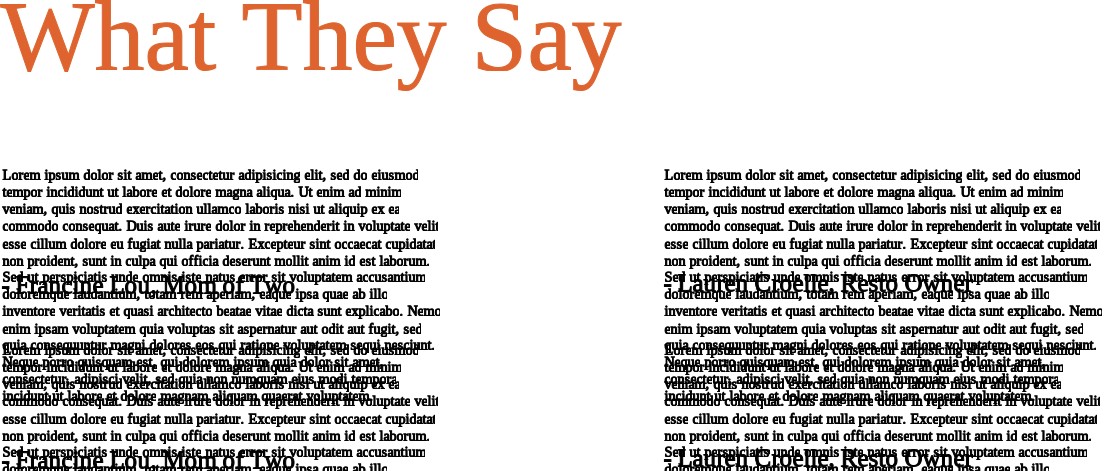 What They Say
Lorem ipsum dolor sit amet, consectetur adipisicing elit, sed do eiusmod
tempor incididunt ut labore et dolore magna aliqua. Ut enim ad minim
veniam, quis nostrud exercitation ullamco laboris nisi ut aliquip ex ea
commodo consequat. Duis aute irure dolor in reprehenderit in voluptate velit
esse cillum dolore eu fugiat nulla pariatur. Excepteur sint occaecat cupidatat
non proident, sunt in culpa qui officia deserunt mollit anim id est laborum.
Sed ut perspiciatis unde omnis iste natus error sit voluptatem accusantium
- Francine Lou, Mom of Two
doloremque laudantium, totam rem aperiam, eaque ipsa quae ab illo
inventore veritatis et quasi architecto beatae vitae dicta sunt explicabo. Nemo
enim ipsam voluptatem quia voluptas sit aspernatur aut odit aut fugit, sed
quia consequuntur magni dolores eos qui ratione voluptatem sequi nesciunt.
Lorem ipsum dolor sit amet, consectetur adipisicing elit, sed do eiusmod
Neque porro quisquam est, qui dolorem ipsum quia dolor sit amet,
tempor incididunt ut labore et dolore magna aliqua. Ut enim ad minim
consectetur, adipisci velit, sed quia non numquam eius modi tempora
veniam, quis nostrud exercitation ullamco laboris nisi ut aliquip ex ea
incidunt ut labore et dolore magnam aliquam quaerat voluptatem.
commodo consequat. Duis aute irure dolor in reprehenderit in voluptate velit
esse cillum dolore eu fugiat nulla pariatur. Excepteur sint occaecat cupidatat
non proident, sunt in culpa qui officia deserunt mollit anim id est laborum.
Sed ut perspiciatis unde omnis iste natus error sit voluptatem accusantium
- Francine Lou, Mom of Two
doloremque laudantium, totam rem aperiam, eaque ipsa quae ab illo
Lorem ipsum dolor sit amet, consectetur adipisicing elit, sed do eiusmod
tempor incididunt ut labore et dolore magna aliqua. Ut enim ad minim
veniam, quis nostrud exercitation ullamco laboris nisi ut aliquip ex ea
commodo consequat. Duis aute irure dolor in reprehenderit in voluptate velit
esse cillum dolore eu fugiat nulla pariatur. Excepteur sint occaecat cupidatat
non proident, sunt in culpa qui officia deserunt mollit anim id est laborum.
Sed ut perspiciatis unde omnis iste natus error sit voluptatem accusantium
- Lauren Croelle, Resto Owner
doloremque laudantium, totam rem aperiam, eaque ipsa quae ab illo
inventore veritatis et quasi architecto beatae vitae dicta sunt explicabo. Nemo
enim ipsam voluptatem quia voluptas sit aspernatur aut odit aut fugit, sed
quia consequuntur magni dolores eos qui ratione voluptatem sequi nesciunt.
Lorem ipsum dolor sit amet, consectetur adipisicing elit, sed do eiusmod
Neque porro quisquam est, qui dolorem ipsum quia dolor sit amet,
tempor incididunt ut labore et dolore magna aliqua. Ut enim ad minim
consectetur, adipisci velit, sed quia non numquam eius modi tempora
veniam, quis nostrud exercitation ullamco laboris nisi ut aliquip ex ea
incidunt ut labore et dolore magnam aliquam quaerat voluptatem.
commodo consequat. Duis aute irure dolor in reprehenderit in voluptate velit
esse cillum dolore eu fugiat nulla pariatur. Excepteur sint occaecat cupidatat
non proident, sunt in culpa qui officia deserunt mollit anim id est laborum.
Sed ut perspiciatis unde omnis iste natus error sit voluptatem accusantium
- Lauren Croelle, Resto Owner
doloremque laudantium, totam rem aperiam, eaque ipsa quae ab illo